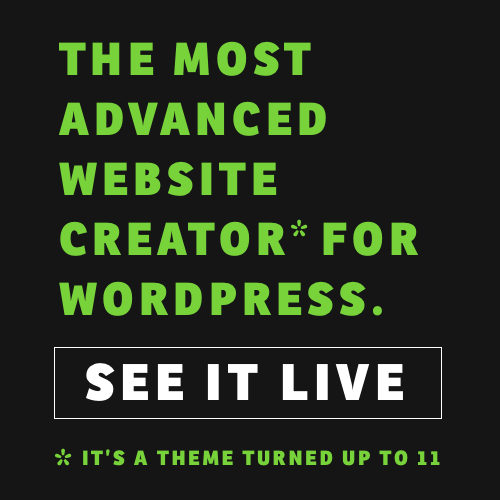 THE MOST
ADVANCED
WEBSITE
CREATOR* FOR
WORDPRESS.
SEE IT LIVE
* IT'S A THEME TURNED UP TO 11